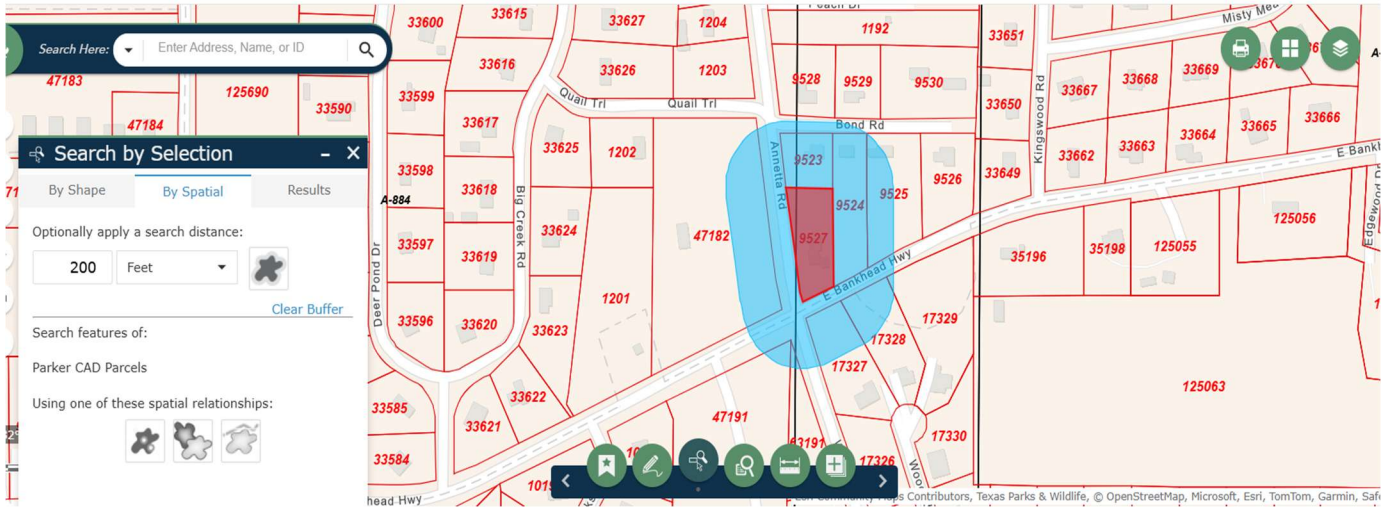 Search Here:
Enter Address, Name, or ID
Search by Selection
By Shape
By Spatial
Results
Optionally apply a search distance:
200
Feet
Clear Buffer
Search features of:
Parker CAD Parcels
Using one of these spatial relationships:
47183
125690
47184
33590
33600
33615
33627
1204
1192
33651
Misty
33616
33626
1203
9528
9529
9530
33599
Quail Trl
Quail Trl
33650
Kingswood Rd
33667
33668
33669
33617
Bond Rd
33666
33665
33664
33663
33662
E Bankh
33625
1202
Annetta Rd
9523
9526
33649
33598
33618
9525
9524
A-884
Big Creek Rd
33624
47182
9527
125056
Edgewood
33597
33619
35196
35198
125055
E Bankhead Hwy
Deer Pond Dr
1201
33596
33620
33623
17329
17328
17327
125063
33622
33585
47191
33621
17330
33584
17326
head Hwy
Contributors, Texas Parks & Wildlife, © OpenStreetMap, Microsoft, Esri, TomTom, Garmin, Saf